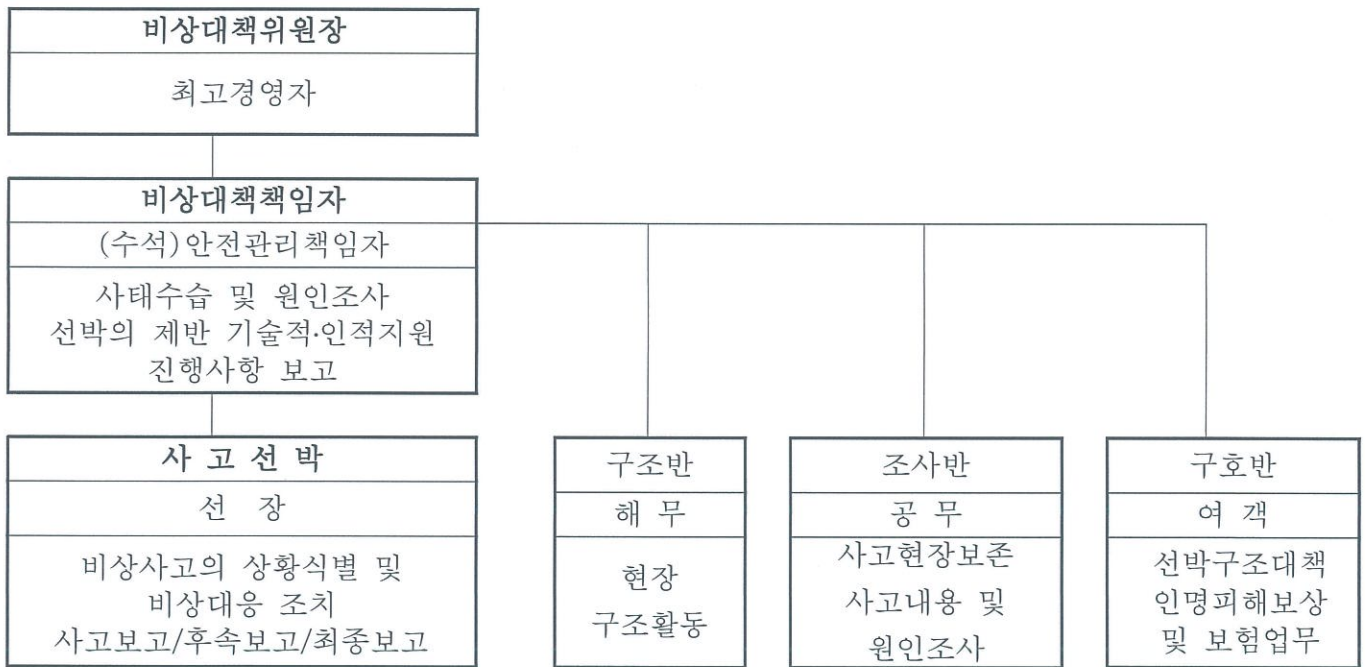 비상대책위원장
최고경영자
비상대책책임자
(수석)안전관리책임자
사태수습 및 원인조사
선박의 제반 기술적·인적지원
진행사항 보고
사 고 선 박
선 장
비상사고의 상황식별 및
비상대응 조치
사고보고/후속보고/최종보고
구조반
해 무
현장
구조활동
조사반
공 무
사고현장보존
사고내용 및
원인조사
구호반
여 객
선박구조대책
인명피해보상
및 보험업무